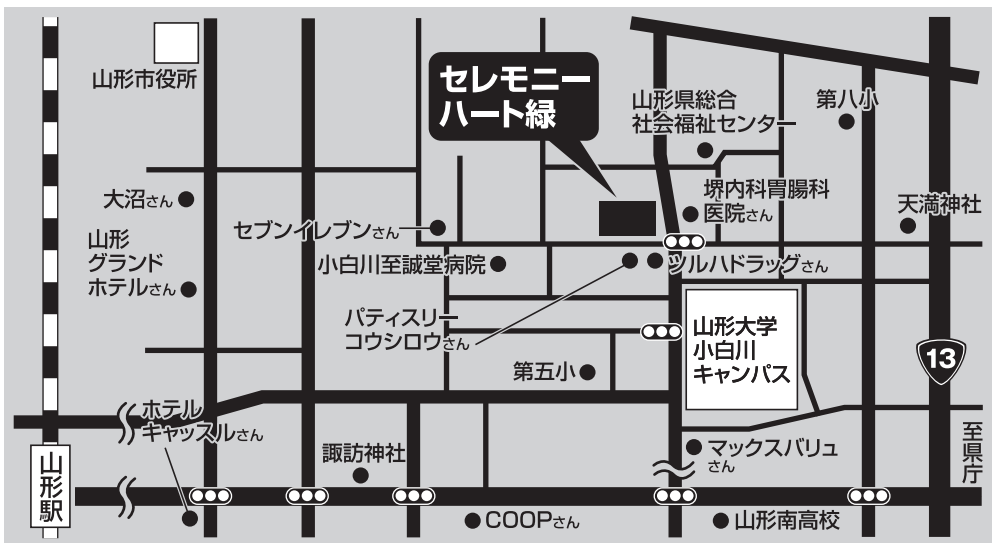 山形市役所
セレモニー
ハート緑
山形県総合
社会福祉センター
第八小
大沼さん
堺内科胃腸科
医院さん
天満神社
セブンイレブンさん
山形
グランド
ホテルさん
小白川至誠堂病院
ツルハドラッグさん
パティスリー
コウシロウさん
山形大学
小白川
キャンパス
13
第五小
ホテル
キャッスルさん
諏訪神社
マックスバリュ
さん
至県庁
山形駅
COOPさん
山形南高校